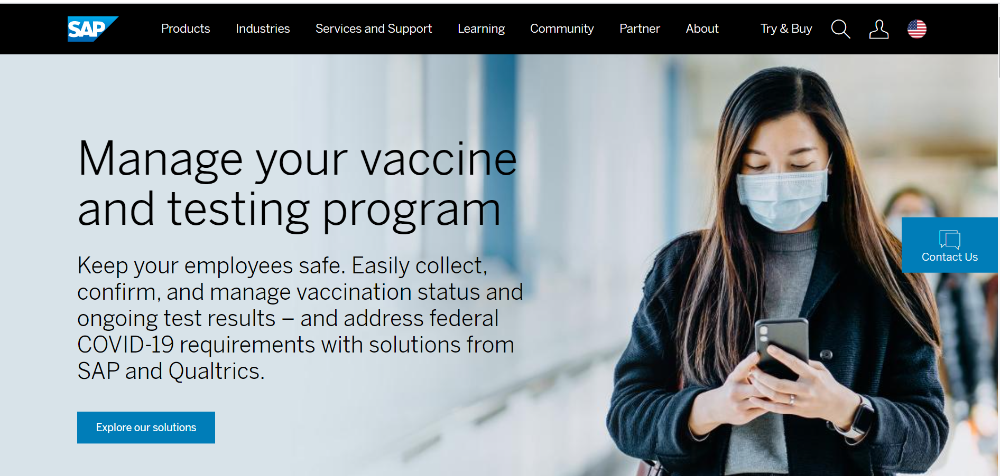 SAP
Products
Industries
Services and Support
Learning
Community
Partner
About
Try & Buy
Manage your vaccine
and testing program
Keep your employees safe. Easily collect,
confirm, and manage vaccination status and
ongoing test results – and address federal
COVID-19 requirements with solutions from
SAP and Qualtrics.
Explore our solutions
Contact Us